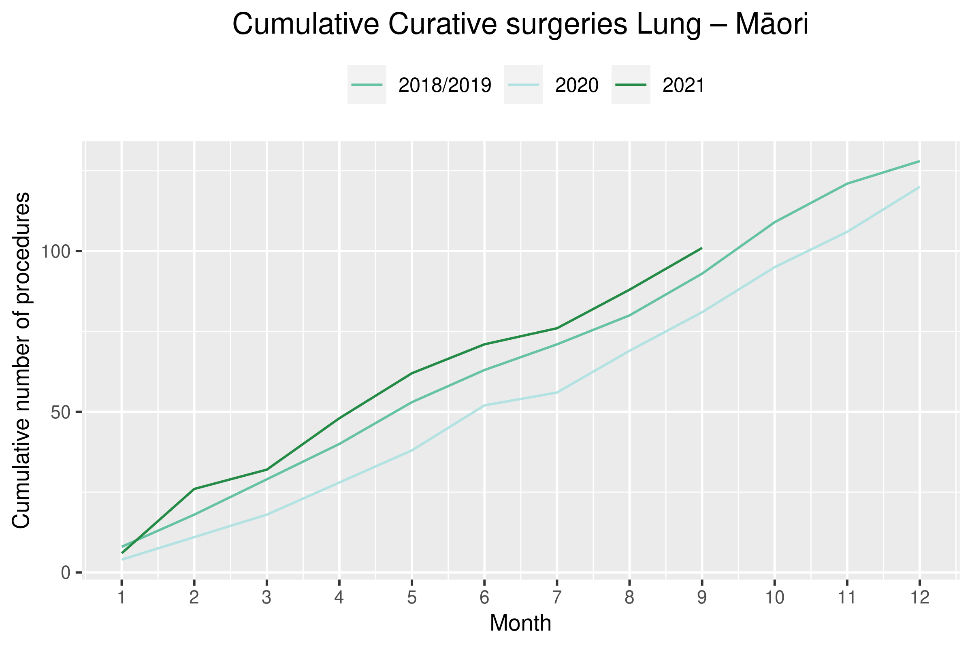 Cumulative Curative surgeries Lung – Māori
2018/2019 2020 2021
Cumulative number of procedures
100
50
0
1 2 3 4 5 6 7 8 9 10 11 12
Month